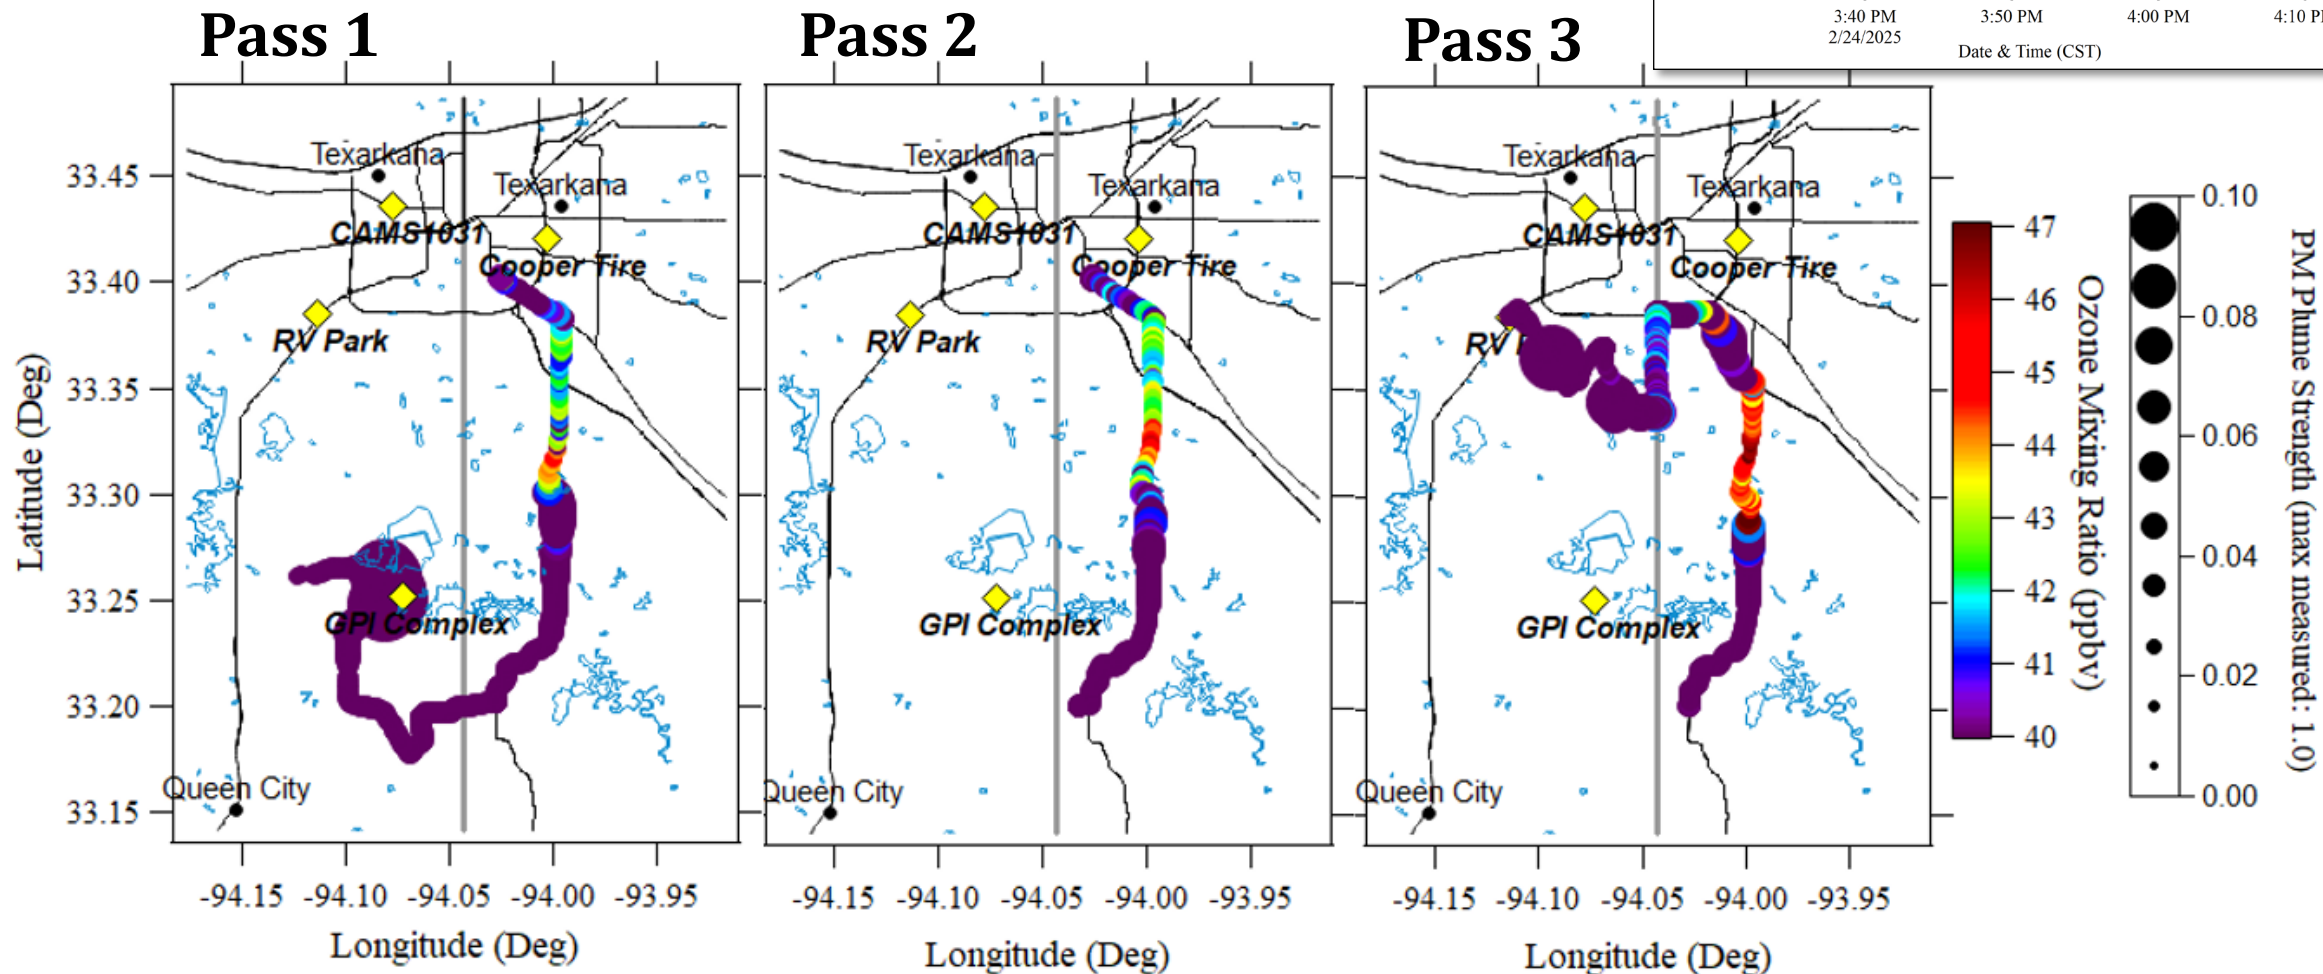 Pass 1
Pass 2
Pass 3
3:40 PM
3:50 PM
4:00 PM
2/24/2025
Date & Time (CST)
Latitude (Deg)
33.45
33.40
33.35
33.30
33.25
33.20
33.15
Texarkana
Texarkana
CAMS1031
Cooper Tire
RV Park
GPI Complex
Queen City
-94.15
-94.10
-94.05
-94.00
-93.95
Longitude (Deg)
Texarkana
Texarkana
CAMS1031
Cooper Tire
RV Park
GPI Complex
Queen City
-94.15
-94.10
-94.05
-94.00
-93.95
Longitude (Deg)
Texarkana
Texarkana
CAMS1031
Cooper Tire
RV
GPI Complex
Queen City
-94.15
-94.10
-94.05
-94.00
-93.95
Longitude (Deg)
47
46
45
44
43
42
41
40
Ozone Mixing Ratio (ppbv)
0.10
0.08
0.06
0.04
0.02
0.00
PM Plume Strength (max measured: 1.0)